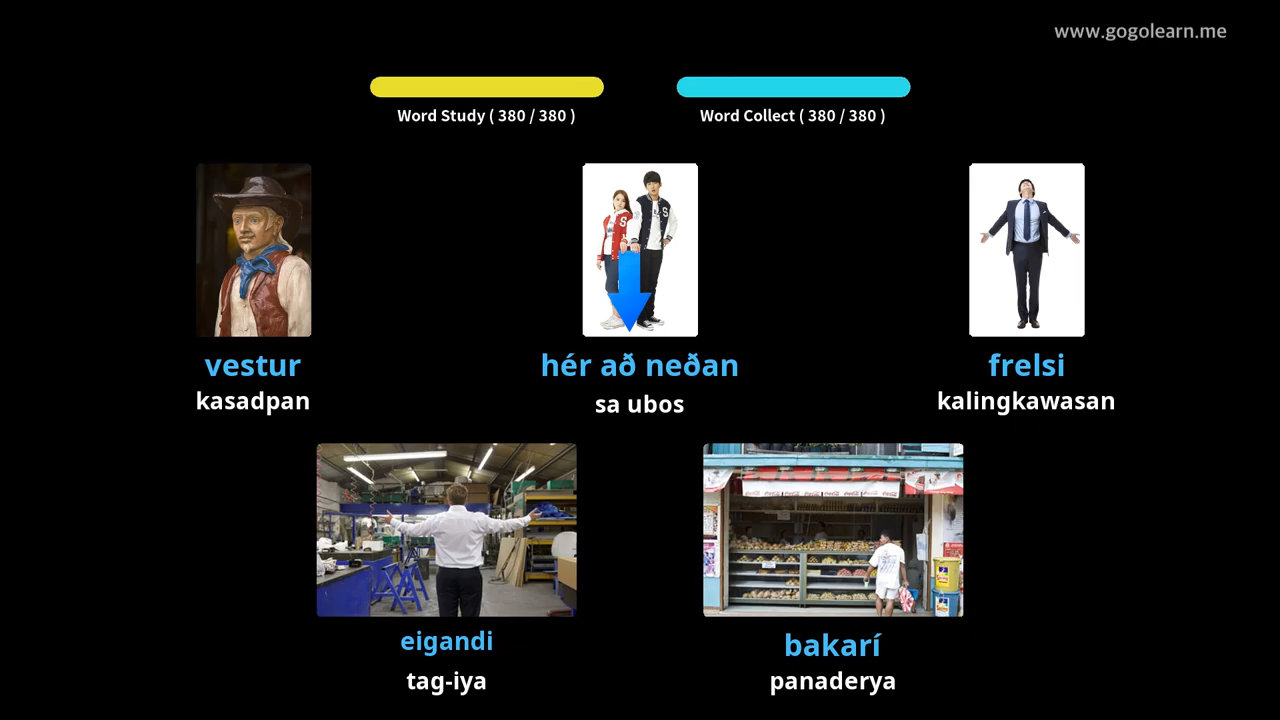 www.gogolearn.me
Word Study ( 380 / 380 )
Word Collect ( 380 / 380 )
vestur
kasadpan
hér að neðan
sa ubos
frelsi
kalingkawasan
eigandi
tag-iya
bakarí
panaderya